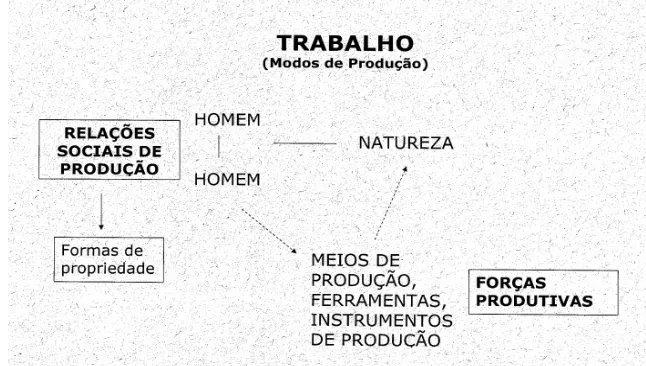 TRABALHO
(Modos de Produção)
HOMEM
RELAÇÕES
SOCIAIS DE
PRODUÇÃO
NATUREZA
HOMEM
Formas de
propriedade
MEIOS DE
PRODUÇÃO,
FERRAMENTAS,
INSTRUMENTOS
DE PRODUÇÃO
FORÇAS
PRODUTIVAS